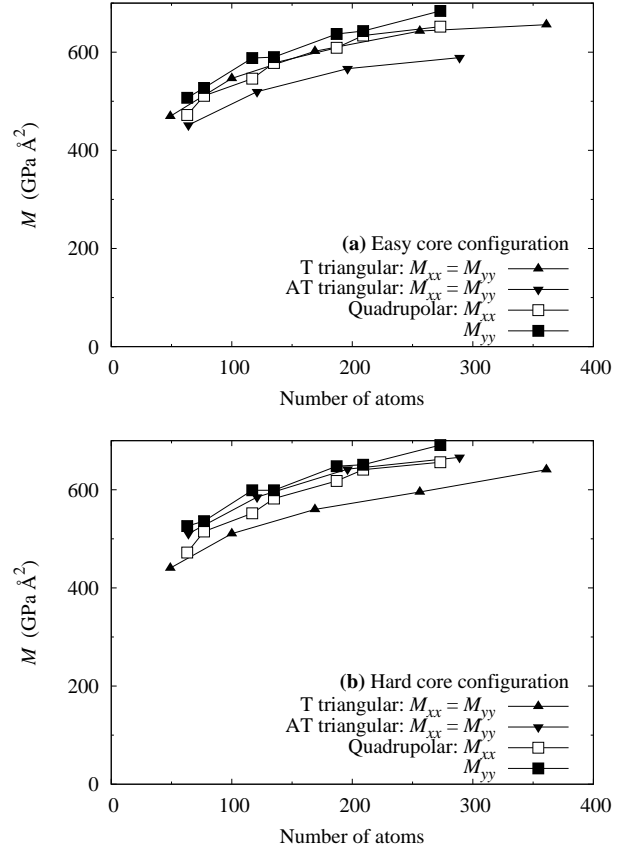 600
400
200
0
M (GPa Å²)
(a) Easy core configuration
T triangular: Mxx = Myy
AT triangular: Mxx = Myy
Quadrupolar: Mxx
Myy
0 100 200 300 400
Number of atoms
600
400
200
0
M (GPa Å²)
(b) Hard core configuration
T triangular: Mxx = Myy
AT triangular: Mxx = Myy
Quadrupolar: Mxx
Myy
0 100 200 300 400
Number of atoms